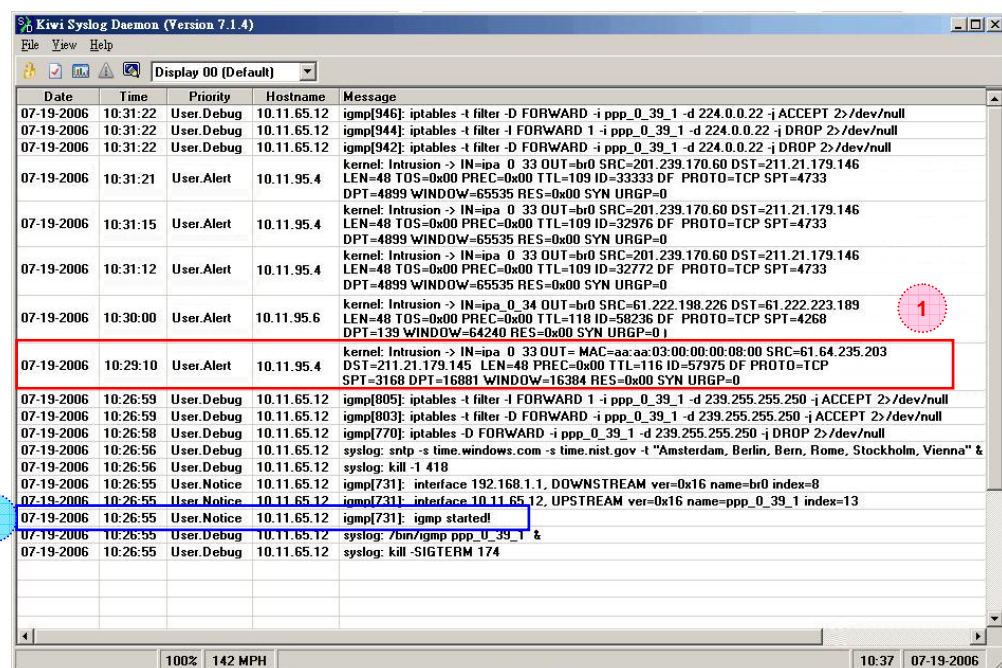 Kiwi Syslog Daemon (Version 7.1.4)
File View Help
Display 00 (Default)
Date Time Priority Hostname Message
07-19-2006 10:31:22 User.Debug 10.11.65.12 igmp[946]: iptables -t filter -D FORWARD -i ppp_0_39_1 -d 224.0.0.22 -j ACCEPT 2>/dev/null
07-19-2006 10:31:22 User.Debug 10.11.65.12 igmp[944]: iptables -t filter -I FORWARD 1 -i ppp_0_39_1 -d 224.0.0.22 -j DROP 2>/dev/null
07-19-2006 10:31:22 User.Debug 10.11.65.12 igmp[942]: iptables -t filter -D FORWARD -i ppp_0_39_1 -d 224.0.0.22 -j DROP 2>/dev/null
07-19-2006 10:31:21 User.Alert 10.11.95.4 kernel: Intrusion -> IN=ipa_0_33 OUT=br0 SRC=201.239.170.60 DST=211.21.179.146
LEN=48 TOS=0x00 PREC=0x00 TTL=109 ID=33333 DF PROTO=TCP SPT=4733
DPT=4899 WINDOW=65535 RES=0x00 SYN URGP=0
07-19-2006 10:31:15 User.Alert 10.11.95.4 kernel: Intrusion -> IN=ipa_0_33 OUT=br0 SRC=201.239.170.60 DST=211.21.179.146
LEN=48 TOS=0x00 PREC=0x00 TTL=109 ID=32976 DF PROTO=TCP SPT=4733
DPT=4899 WINDOW=65535 RES=0x00 SYN URGP=0
07-19-2006 10:31:12 User.Alert 10.11.95.4 kernel: Intrusion -> IN=ipa_0_33 OUT=br0 SRC=201.239.170.60 DST=211.21.179.146
LEN=48 TOS=0x00 PREC=0x00 TTL=109 ID=32772 DF PROTO=TCP SPT=4733
DPT=4899 WINDOW=65535 RES=0x00 SYN URGP=0
07-19-2006 10:30:00 User.Alert 10.11.95.6 kernel: Intrusion -> IN=ipa_0_34 OUT=br0 SRC=61.222.198.226 DST=61.222.223.189
LEN=48 TOS=0x00 PREC=0x00 TTL=118 ID=58236 DF PROTO=TCP SPT=4268
DPT=139 WINDOW=64240 RES=0x00 SYN URGP=0
1
07-19-2006 10:29:10 User.Alert 10.11.95.4 kernel: Intrusion -> IN=ipa_0_33 OUT= MAC=aa:aa:03:00:00:00:08:00 SRC=61.64.235.203
DST=211.21.179.145 LEN=48 PREC=0x00 TTL=116 ID=57975 DF PROTO=TCP
SPT=3168 DPT=16881 WINDOW=16384 RES=0x00 SYN URGP=0
07-19-2006 10:26:59 User.Debug 10.11.65.12 igmp[805]: iptables -t filter -I FORWARD 1 -i ppp_0_39_1 -d 239.255.255.250 -j ACCEPT 2>/dev/null
07-19-2006 10:26:59 User.Debug 10.11.65.12 igmp[803]: iptables -t filter -D FORWARD -i ppp_0_39_1 -d 239.255.255.250 -j ACCEPT 2>/dev/null
07-19-2006 10:26:58 User.Debug 10.11.65.12 igmp[770]: iptables -D FORWARD -i ppp_0_39_1 -d 239.255.255.250 -j DROP 2>/dev/null
07-19-2006 10:26:56 User.Debug 10.11.65.12 syslog: sntp -s time.windows.com -s time.nist.gov -t "Amsterdam, Berlin, Bern, Rome, Stockholm, Vienna" &
07-19-2006 10:26:56 User.Debug 10.11.65.12 syslog: kill -1 418
07-19-2006 10:26:55 User.Notice 10.11.65.12 igmp[731]: interface 192.168.1.1, DOWNSTREAM ver=0x16 name=br0 index=8
07-19-2006 10:26:55 User.Notice 10.11.65.12 igmp[731]: interface 10.11.65.12, UPSTREAM ver=0x16 name=ppp_0_39_1 index=13
07-19-2006 10:26:55 User.Notice 10.11.65.12 igmp[731]: igmp started!
07-19-2006 10:26:55 User.Debug 10.11.65.12 syslog: /bin/igmp ppp_0_39_1 &
07-19-2006 10:26:55 User.Debug 10.11.65.12 syslog: kill -SIGTERM 174
100% 142 MPH 10:37 07-19-2006